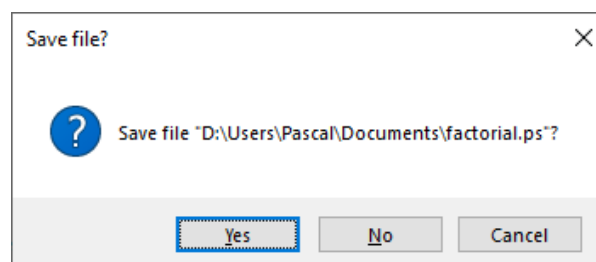 Save file?
Save file "D:\Users\Pascal\Documents\factorial.ps"?
Yes
No
Cancel